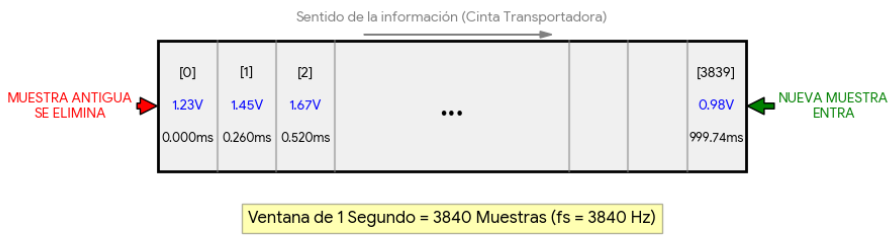 Sentido de la información (Cinta Transportadora)
[0] [1] [2] [3839]
MUESTRA ANTIGUA
SE ELIMINA
1.23V 1.45V 1.67V ... 0.98V
NUEVA MUESTRA
ENTRA
0.000ms 0.260ms 0.520ms 999.74ms
Ventana de 1 Segundo = 3840 Muestras (fs = 3840 Hz)